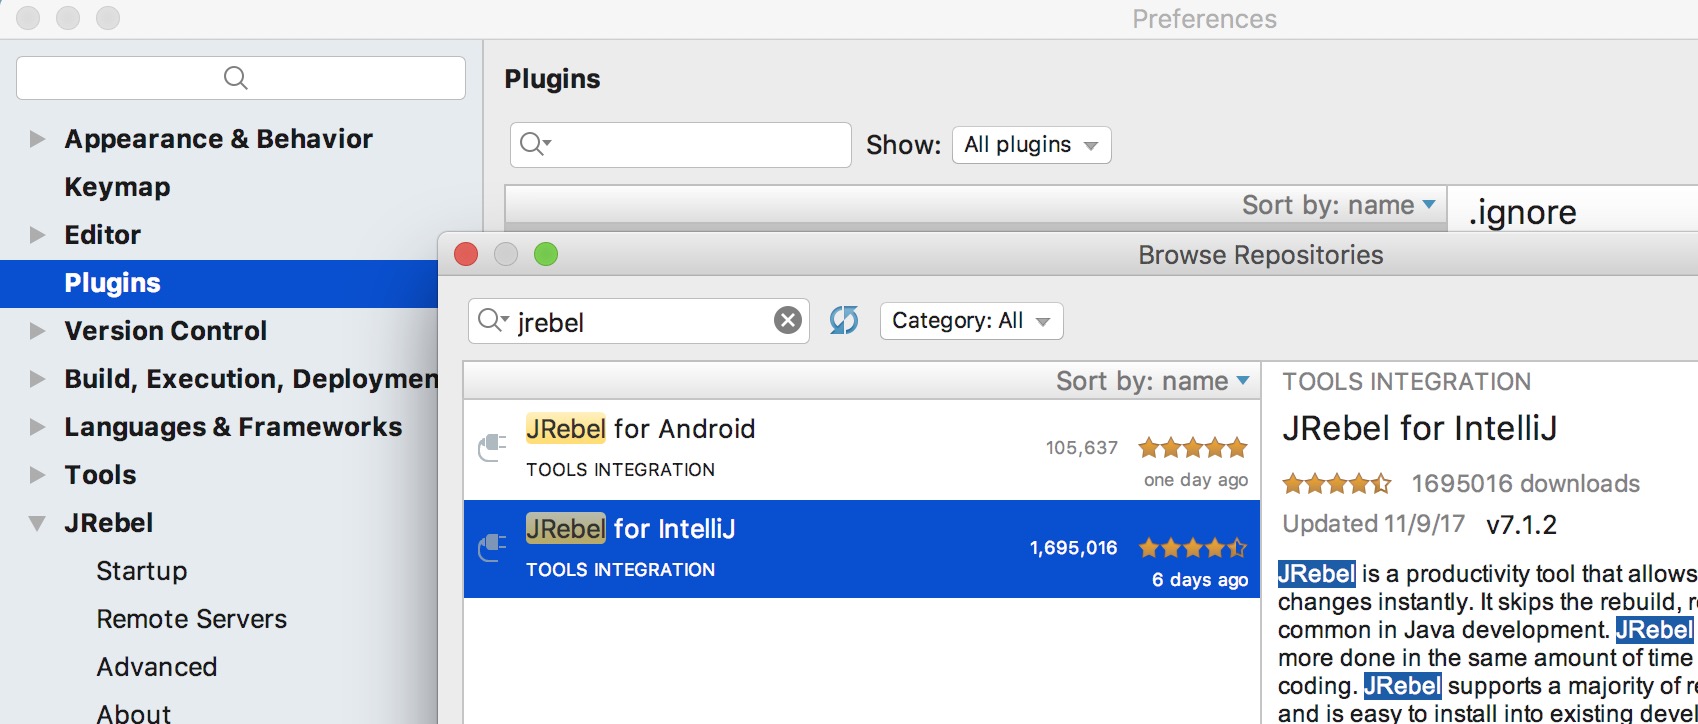 Preferences
Plugins
Show: All plugins
Sort by: name
.ignore
Appearance & Behavior
Keymap
Editor
Plugins
Version Control
Build, Execution, Deploymen
Languages & Frameworks
Tools
JRebel
Startup
Remote Servers
Advanced
About
Browse Repositories
jrebel
Category: All
Sort by: name
JRebel for Android
105,637
TOOLS INTEGRATION
one day ago
JRebel for IntelliJ
1,695,016
TOOLS INTEGRATION
6 days ago
TOOLS INTEGRATION
JRebel for IntelliJ
1695016 downloads
Updated 11/9/17 v7.1.2
JRebel is a productivity tool that allows
changes instantly. It skips the rebuild, r
common in Java development. JRebel
more done in the same amount of time
coding. JRebel supports a majority of re
and is easy to install into existing devel